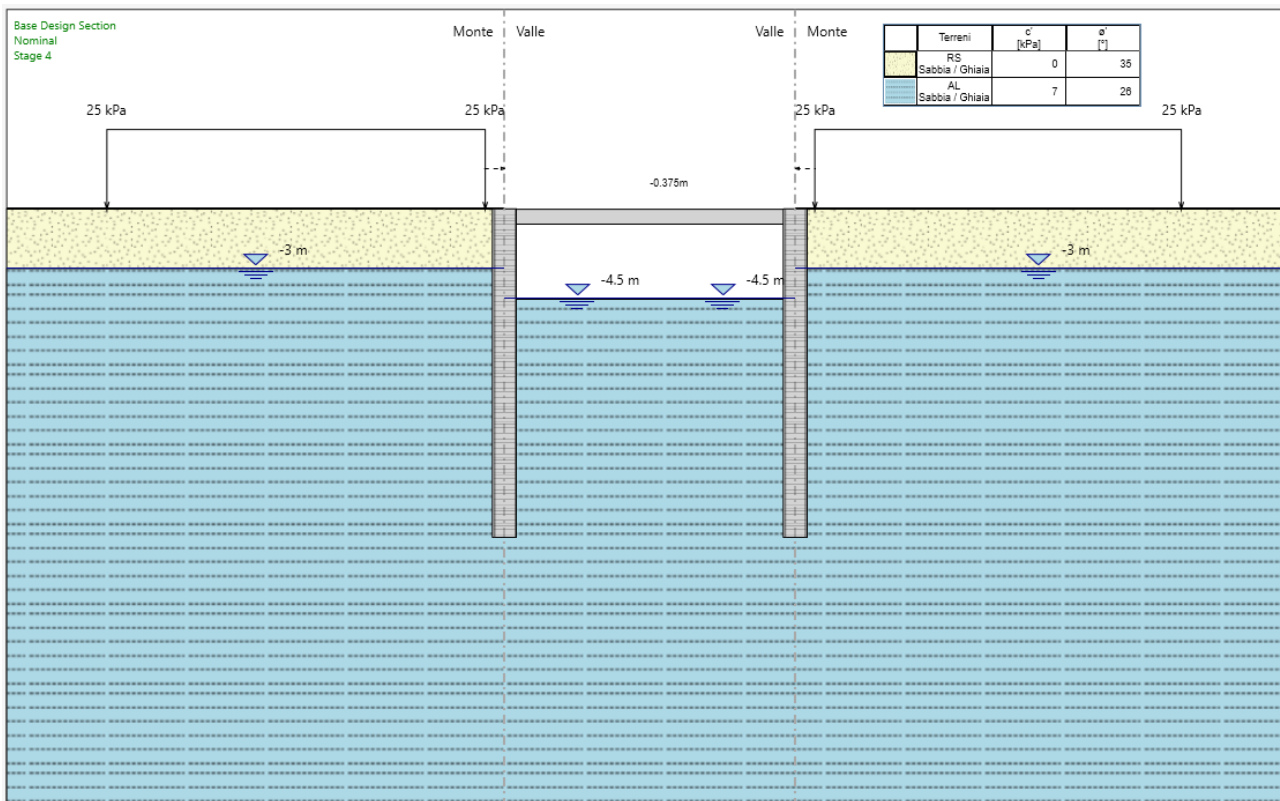 Base Design Section
Nominal
Stage 4
Monte Valle
Valle Monte
Terreni c' [kPa] ø' [°]
RS
Sabbia / Ghiaia 0 35
AL
Sabbia / Ghiaia 7 26
25 kPa 25 kPa 25 kPa 25 kPa
-0.375m
-3 m -3 m
-4.5 m -4.5 m